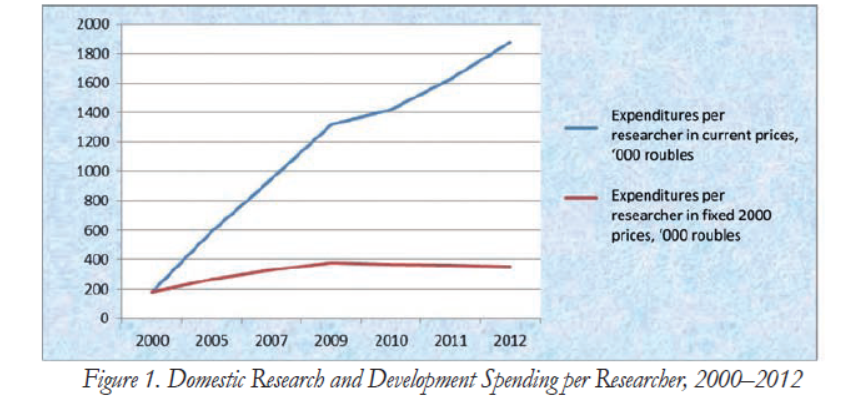 2000
1800
1600
1400
1200
1000
800
600
400
200
0
2000 2005 2007 2009 2010 2011 2012
Expenditures per
researcher in current prices,
‘000 roubles
Expenditures per
researcher in fixed 2000
prices, ‘000 roubles
Figure 1. Domestic Research and Development Spending per Researcher, 2000–2012